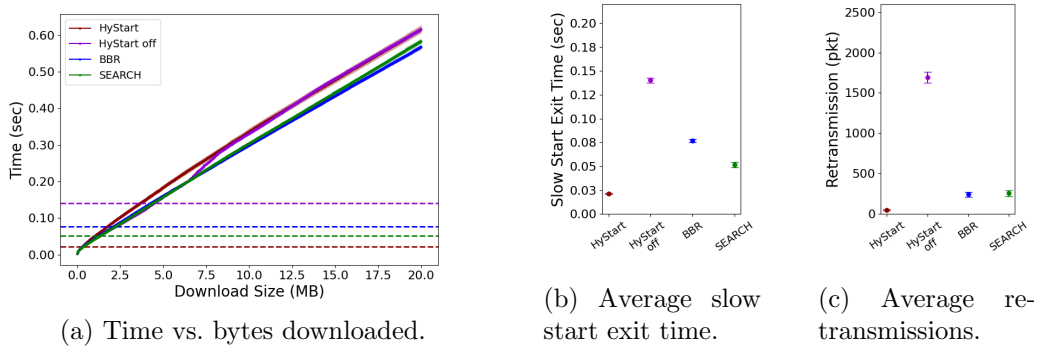 HyStart
HyStart off
BBR
SEARCH
Time (sec)
0.60
0.50
0.40
0.30
0.20
0.10
0.00
0.0 2.5 5.0 7.5 10.0 12.5 15.0 17.5 20.0
Download Size (MB)
(a) Time vs. bytes downloaded.
Slow Start Exit Time (sec)
0.20
0.17
0.15
0.12
0.10
0.08
0.05
0.03
0.00
HyStart
HyStart
off
BBR
SEARCH
(b) Average slow
start exit time.
Retransmission (pkt)
2500
2000
1500
1000
500
0
HyStart
HyStart
off
BBR
SEARCH
(c) Average re-
transmissions.